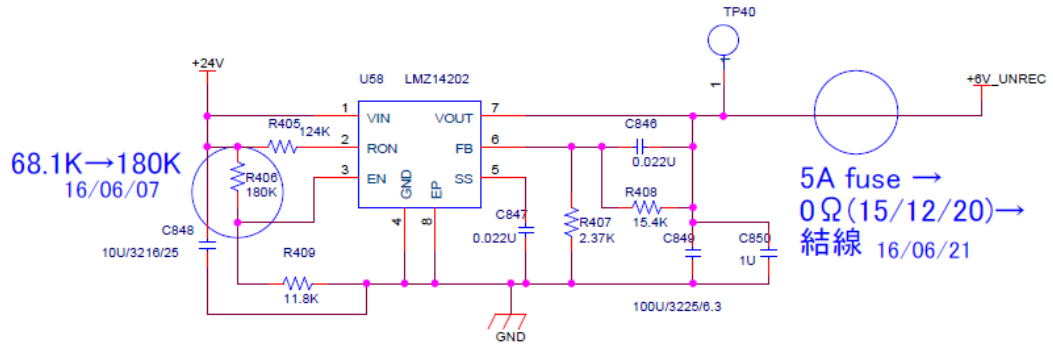 TP40
1
+24V
U58 LMZ14202
+6V_UNREC
1
VIN
VOUT
7
R405
124K
2
RON
FB
6
C846
0.022U
68.1K→180K
16/06/07
R406
180K
3
EN
GND
EP
SS
5
4
8
C847
0.022U
R407
2.37K
R408
15.4K
5A fuse →
0Ω(15/12/20)→
結線 16/06/21
C848
10U/3216/25
R409
11.8K
C849
C850
1U
100U/3225/6.3
GND